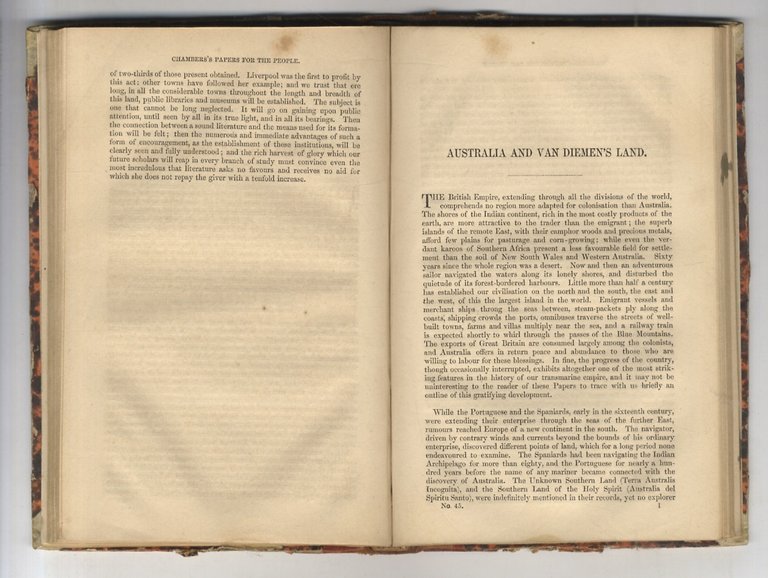 CHAMBERS'S PAPERS FOR THE PEOPLE.
of two-thirds of those present obtained. Liverpool was the first to profit by
this act: other towns have followed her example; and we trust that ere
long, in all the considerable towns throughout the length and breadth of
this land, public libraries and museums will be established. The subject is
one that cannot be long neglected. It will go on gaining upon public
attention, until seen by all in its true light, and in all its bearings. Then
the connection between a sound literature and the means used for its forma-
tion will be felt; then the numerous and immediate advantages of such a
form of encouragement, as the establishment of these institutions, will be
clearly seen and fully understood; and the rich harvest of glory which our
future scholars will reap in every branch of study must convince even the
most incredulous that literature asks no favours and receives no aid for
which she does not repay the giver with a tenfold increase.
AUSTRALIA AND VAN DIEMEN'S LAND.
THE British Empire, extending through all the divisions of the world,
comprehends no region more adapted for colonisation than Australia.
The shores of the Indian continent, rich in the most costly products of the
earth, are more attractive to the trader than the emigrant; the superb
islands of the remote East, with their camphor woods and precious metals,
afford few plains for pasturage and corn-growing; while even the ver-
dant karoos of Southern Africa present a less favourable field for settle-
ment than the soil of New South Wales and Western Australia. Sixty
years since the whole region was a desert. Now and then an adventurous
sailor navigated the waters along its lonely shores, and disturbed the
quietude of its forest-bordered harbours. Little more than half a century
has established our civilisation on the north and the south, the east and
the west, of this the largest island in the world. Emigrant vessels and
merchant ships throng the seas between, steam-packets ply along the
coasts, shipping crowds the ports, omnibuses traverse the streets of well-
built towns, farms and villas multiply near the sea, and a railway train
is expected shortly to whirl through the passes of the Blue Mountains.
The exports of Great Britain are consumed largely among the colonists,
and Australia offers in return peace and abundance to those who are
willing to labour for these blessings. In fine, the progress of the country,
though occasionally interrupted, exhibits altogether one of the most strik-
ing features in the history of our transmarine empire, and it may not be
uninteresting to the reader of these Papers to trace with us briefly an
outline of this gratifying development.
While the Portuguese and the Spaniards, early in the sixteenth century,
were extending their enterprise through the seas of the further East,
rumours reached Europe of a new continent in the south. The navigator,
driven by contrary winds and currents beyond the bounds of his ordinary
enterprise, discovered different points of land, which for a long period none
endeavoured to examine. The Spaniards had been navigating the Indian
Archipelago for more than eighty, and the Portuguese for nearly a hun-
dred years before the name of any mariner became connected with the
discovery of Australia. The Unknown Southern Land (Terra Australis
Incognita), and the Southern Land of the Holy Spirit (Australia del
Spiritu Santo), were indefinitely mentioned in their records, yet no explorer
No. 45. 1